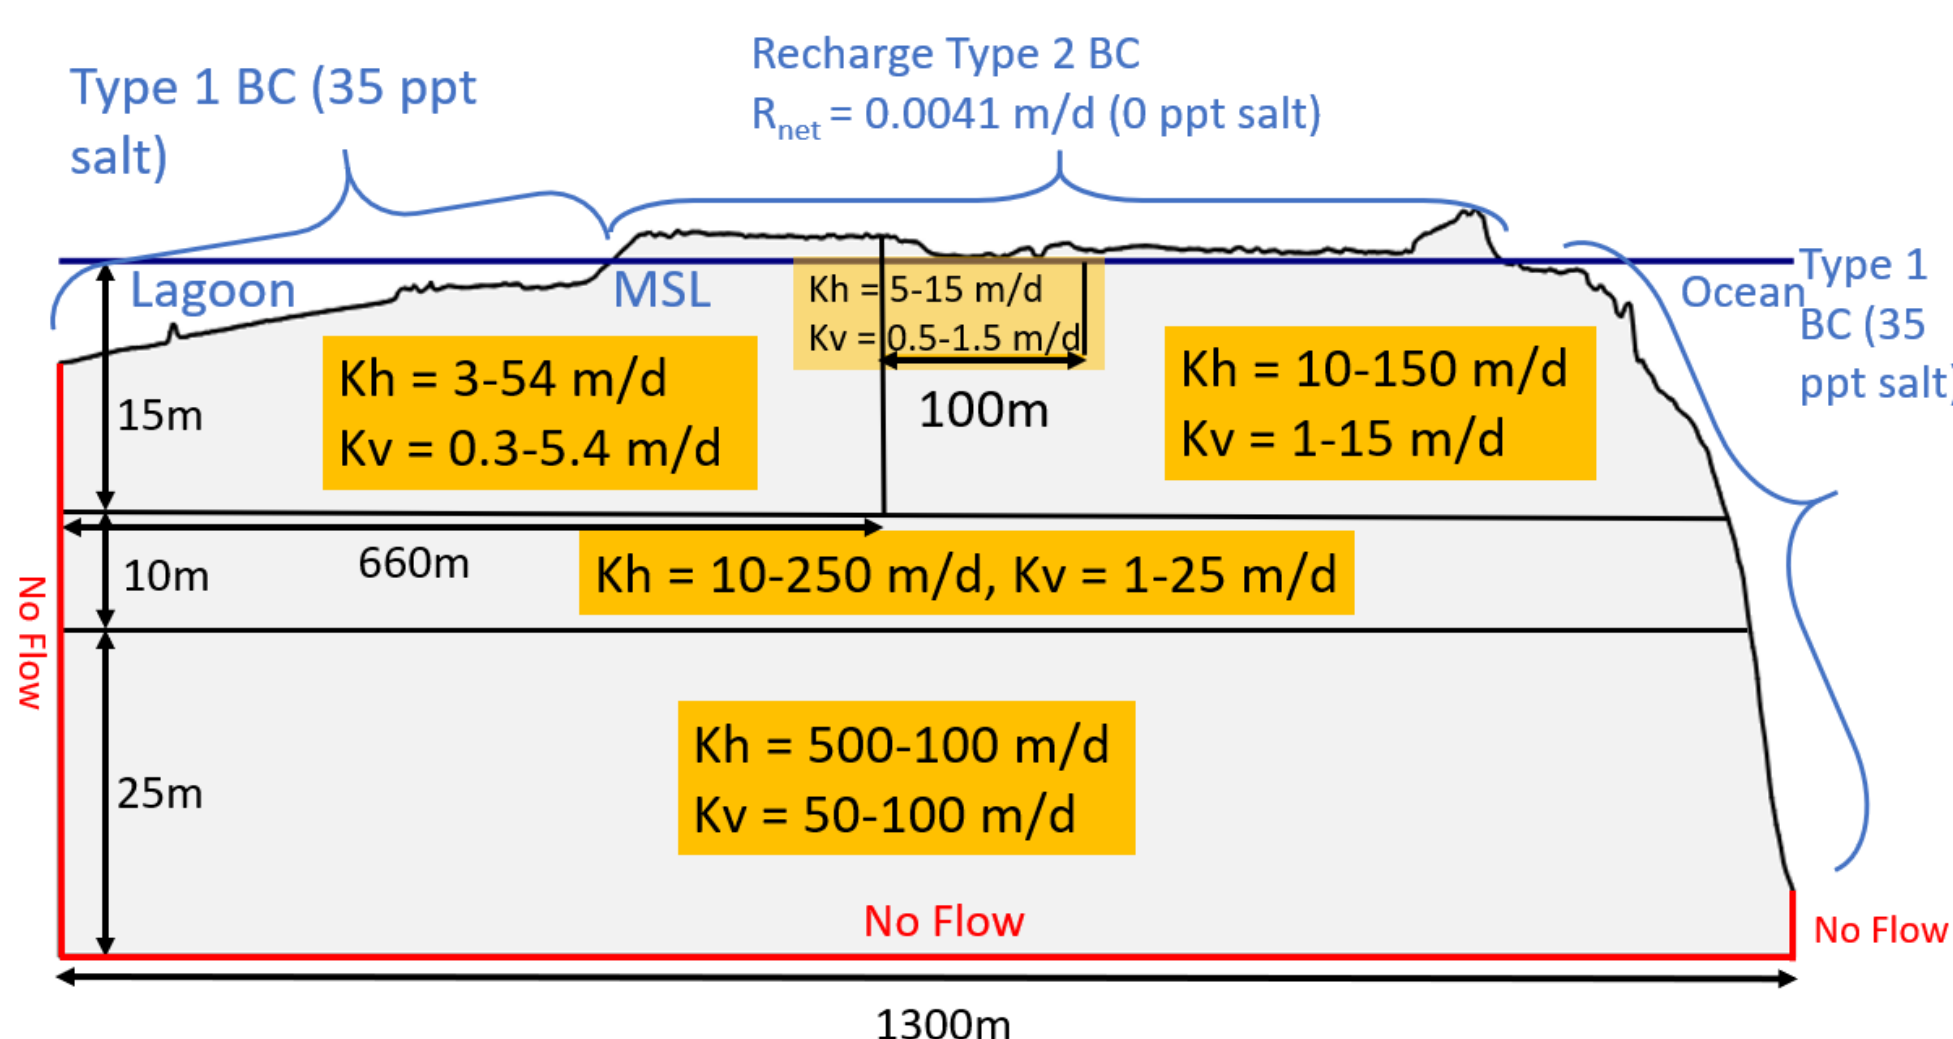 Recharge Type 2 BC
R_net = 0.0041 m/d (0 ppt salt)
Type 1 BC (35 ppt
salt)
Lagoon
MSL
Ocean
Type 1
BC (35
ppt salt)
Kh = 5-15 m/d
Kv = 0.5-1.5 m/d
Kh = 3-54 m/d
Kv = 0.3-5.4 m/d
100m
Kh = 10-150 m/d
Kv = 1-15 m/d
15m
10m
660m
Kh = 10-250 m/d, Kv = 1-25 m/d
No Flow
25m
Kh = 500-100 m/d
Kv = 50-100 m/d
No Flow
No Flow
1300m